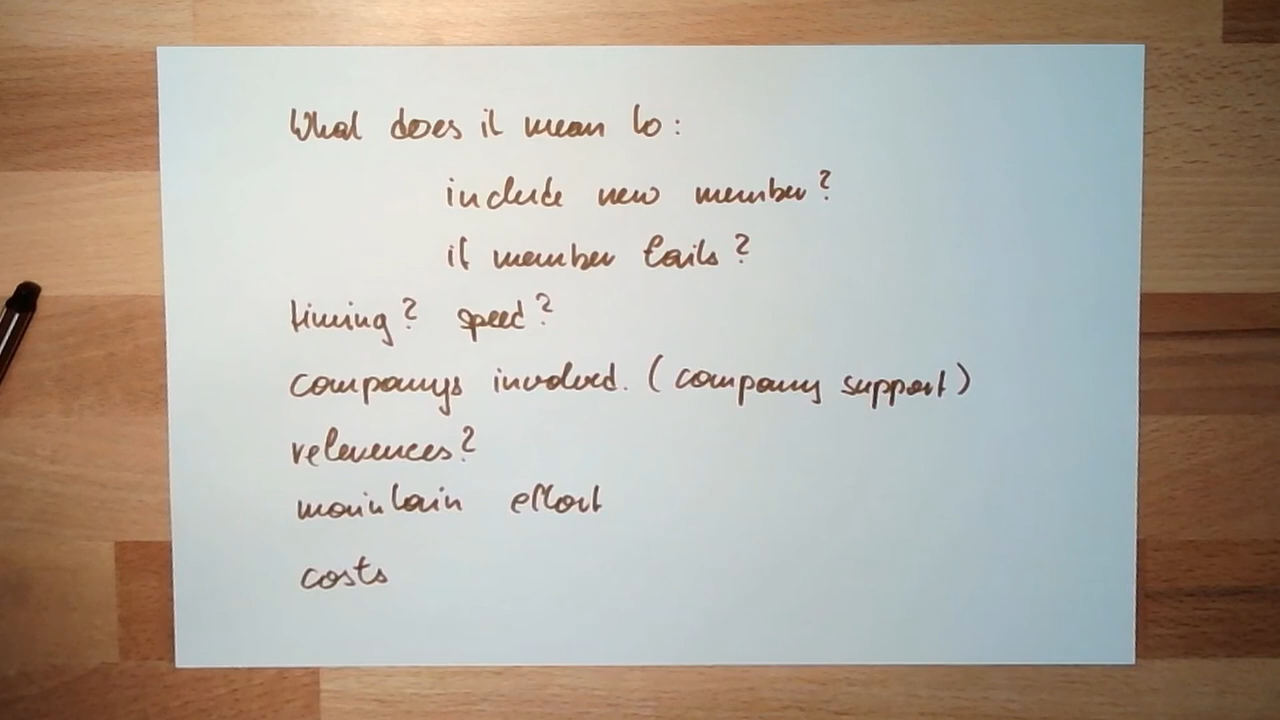 What does it mean to:
include new member?
if member fails?
timing? speed?
companys involved. (company support)
references?
maintain effort
costs